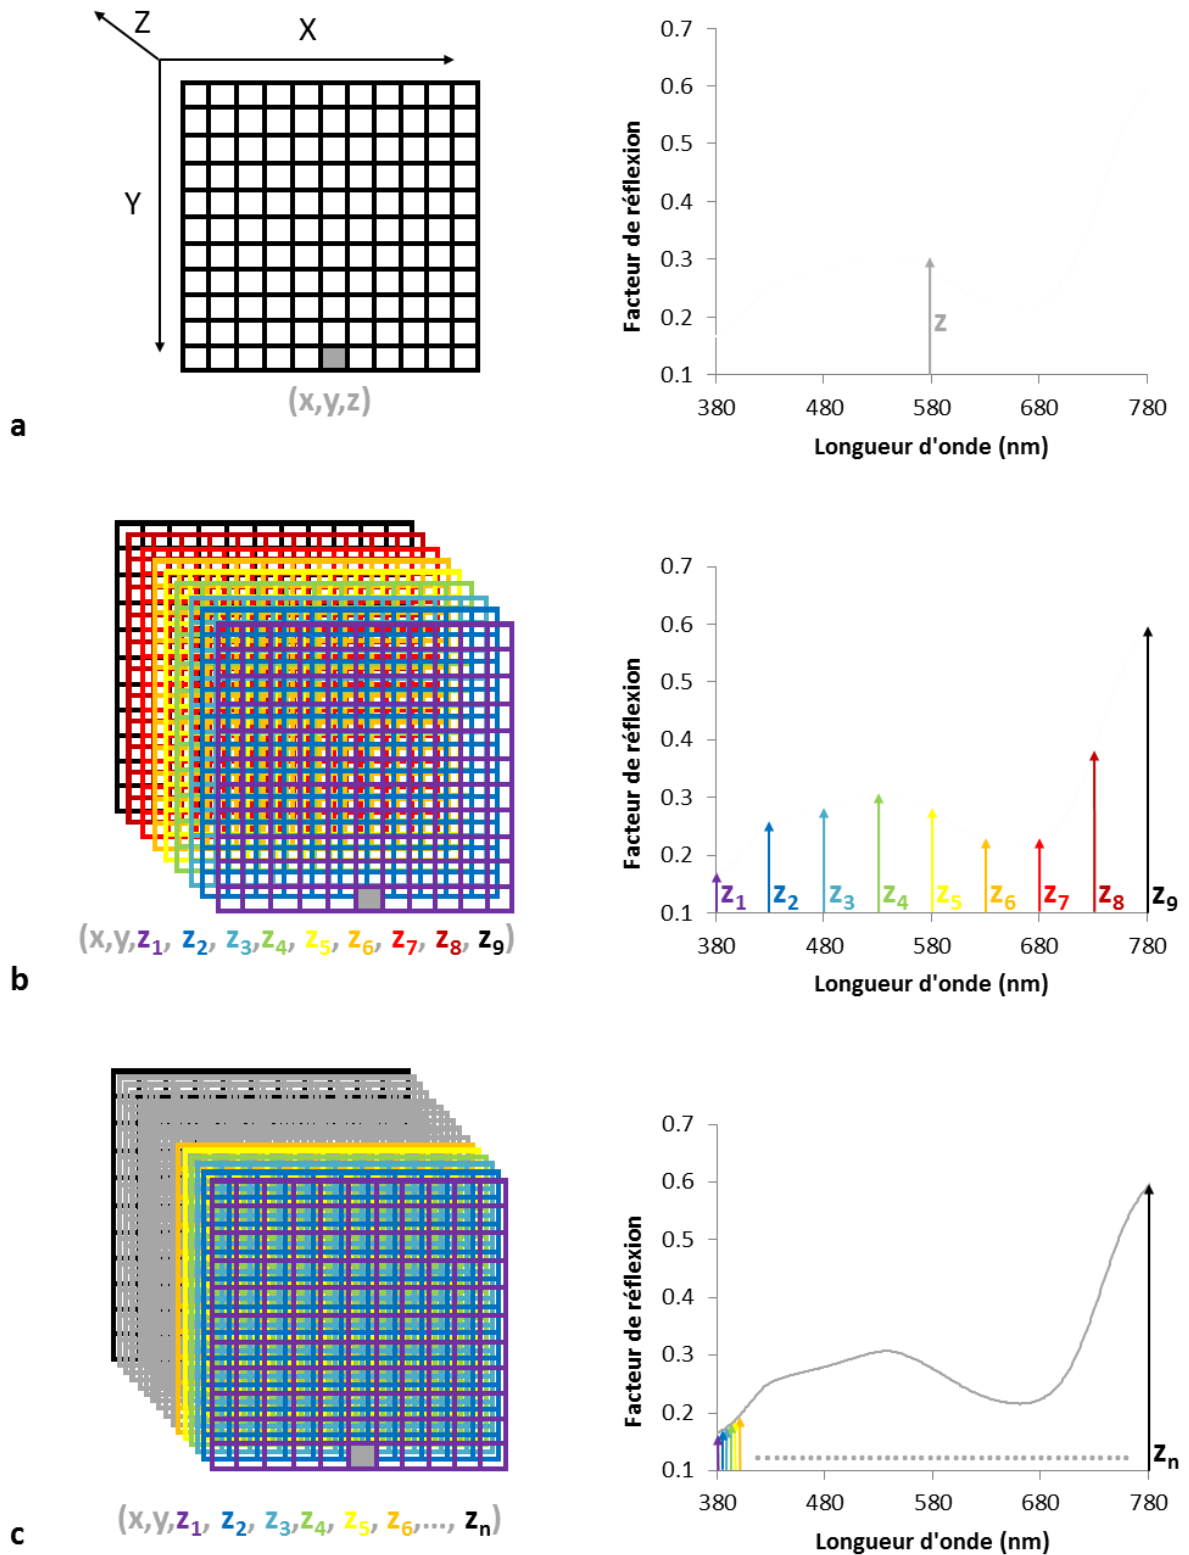 Z
X
Y
(x,y,z)
a
Facteur de réflexion
0.7
0.6
0.5
0.4
0.3
0.2
0.1
z
380 480 580 680 780
Longueur d'onde (nm)
(x,y,z1, z2, z3,z4, z5, z6, z7, z8, z9)
b
Facteur de réflexion
0.7
0.6
0.5
0.4
0.3
0.2
0.1
z1 z2 z3 z4 z5 z6 z7 z8 z9
380 480 580 680 780
Longueur d'onde (nm)
(x,y,z1, z2, z3,z4, z5, z6,..., zn)
c
Facteur de réflexion
0.7
0.6
0.5
0.4
0.3
0.2
0.1
zn
380 480 580 680 780
Longueur d'onde (nm)